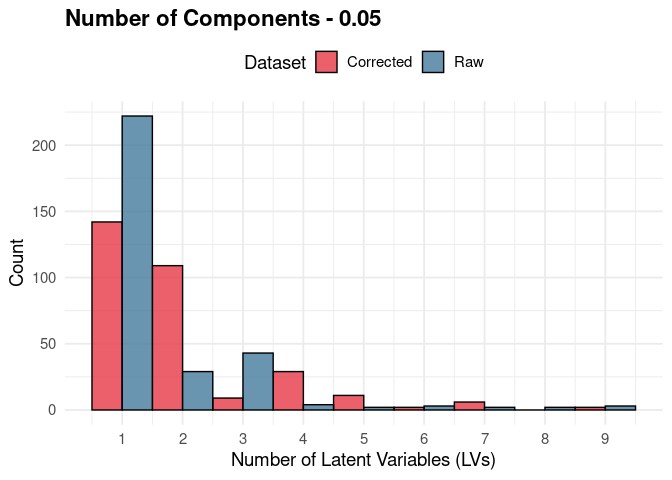 Number of Components - 0.05
Dataset Corrected Raw
200
150
100
50
0
Count
1 2 3 4 5 6 7 8 9
Number of Latent Variables (LVs)